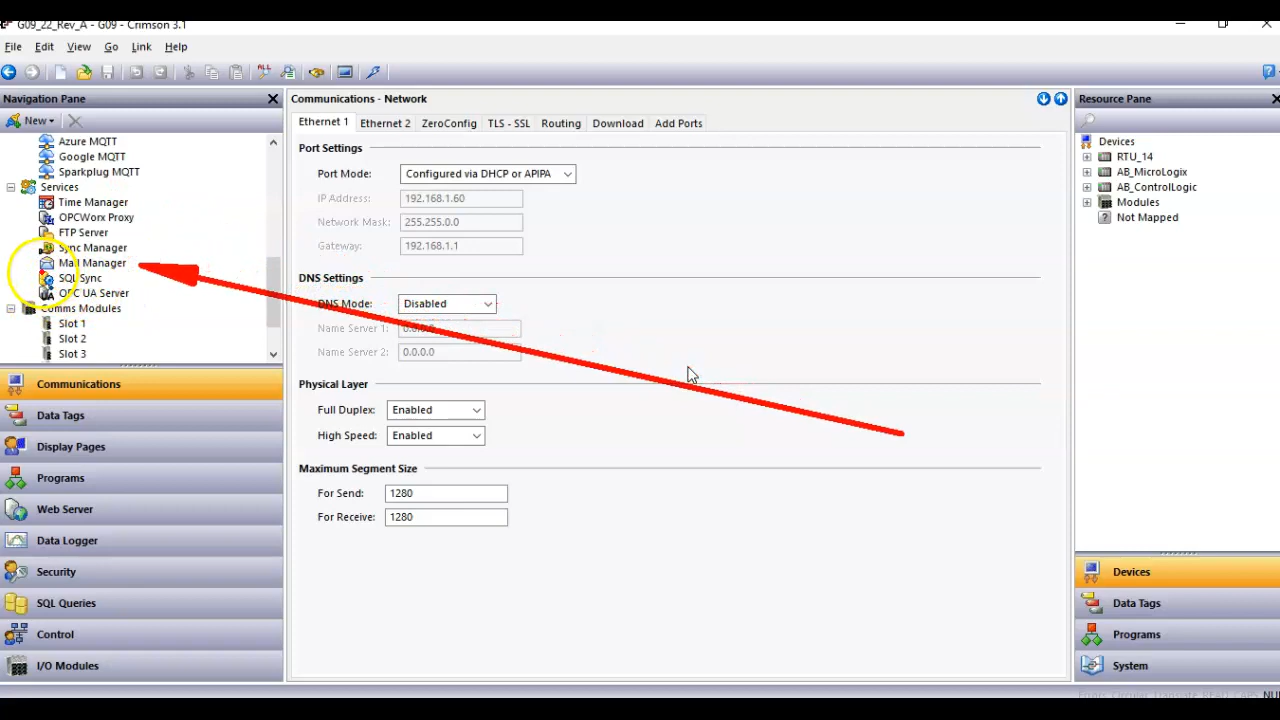 G09_22_Rev_A - G09 - Crimson 3.1
File Edit View Go Link Help
Navigation Pane
New
Azure MQTT
Google MQTT
Sparkplug MQTT
Services
Time Manager
OPCWorx Proxy
FTP Server
Sync Manager
Mail Manager
SQL Sync
OPC UA Server
Comms Modules
Slot 1
Slot 2
Slot 3
Communications
Data Tags
Display Pages
Programs
Web Server
Data Logger
Security
SQL Queries
Control
I/O Modules
Communications - Network
Ethernet 1 Ethernet 2 ZeroConfig TLS - SSL Routing Download Add Ports
Port Settings
Port Mode: Configured via DHCP or APIPA
IP Address: 192.168.1.60
Network Mask: 255.255.0.0
Gateway: 192.168.1.1
DNS Settings
DNS Mode: Disabled
Name Server 1: 0.0.0.0
Name Server 2: 0.0.0.0
Physical Layer
Full Duplex: Enabled
High Speed: Enabled
Maximum Segment Size
For Send: 1280
For Receive: 1280
Resource Pane
Devices
RTU_14
AB_MicroLogix
AB_ControlLogic
Modules
Not Mapped
Devices
Data Tags
Programs
System